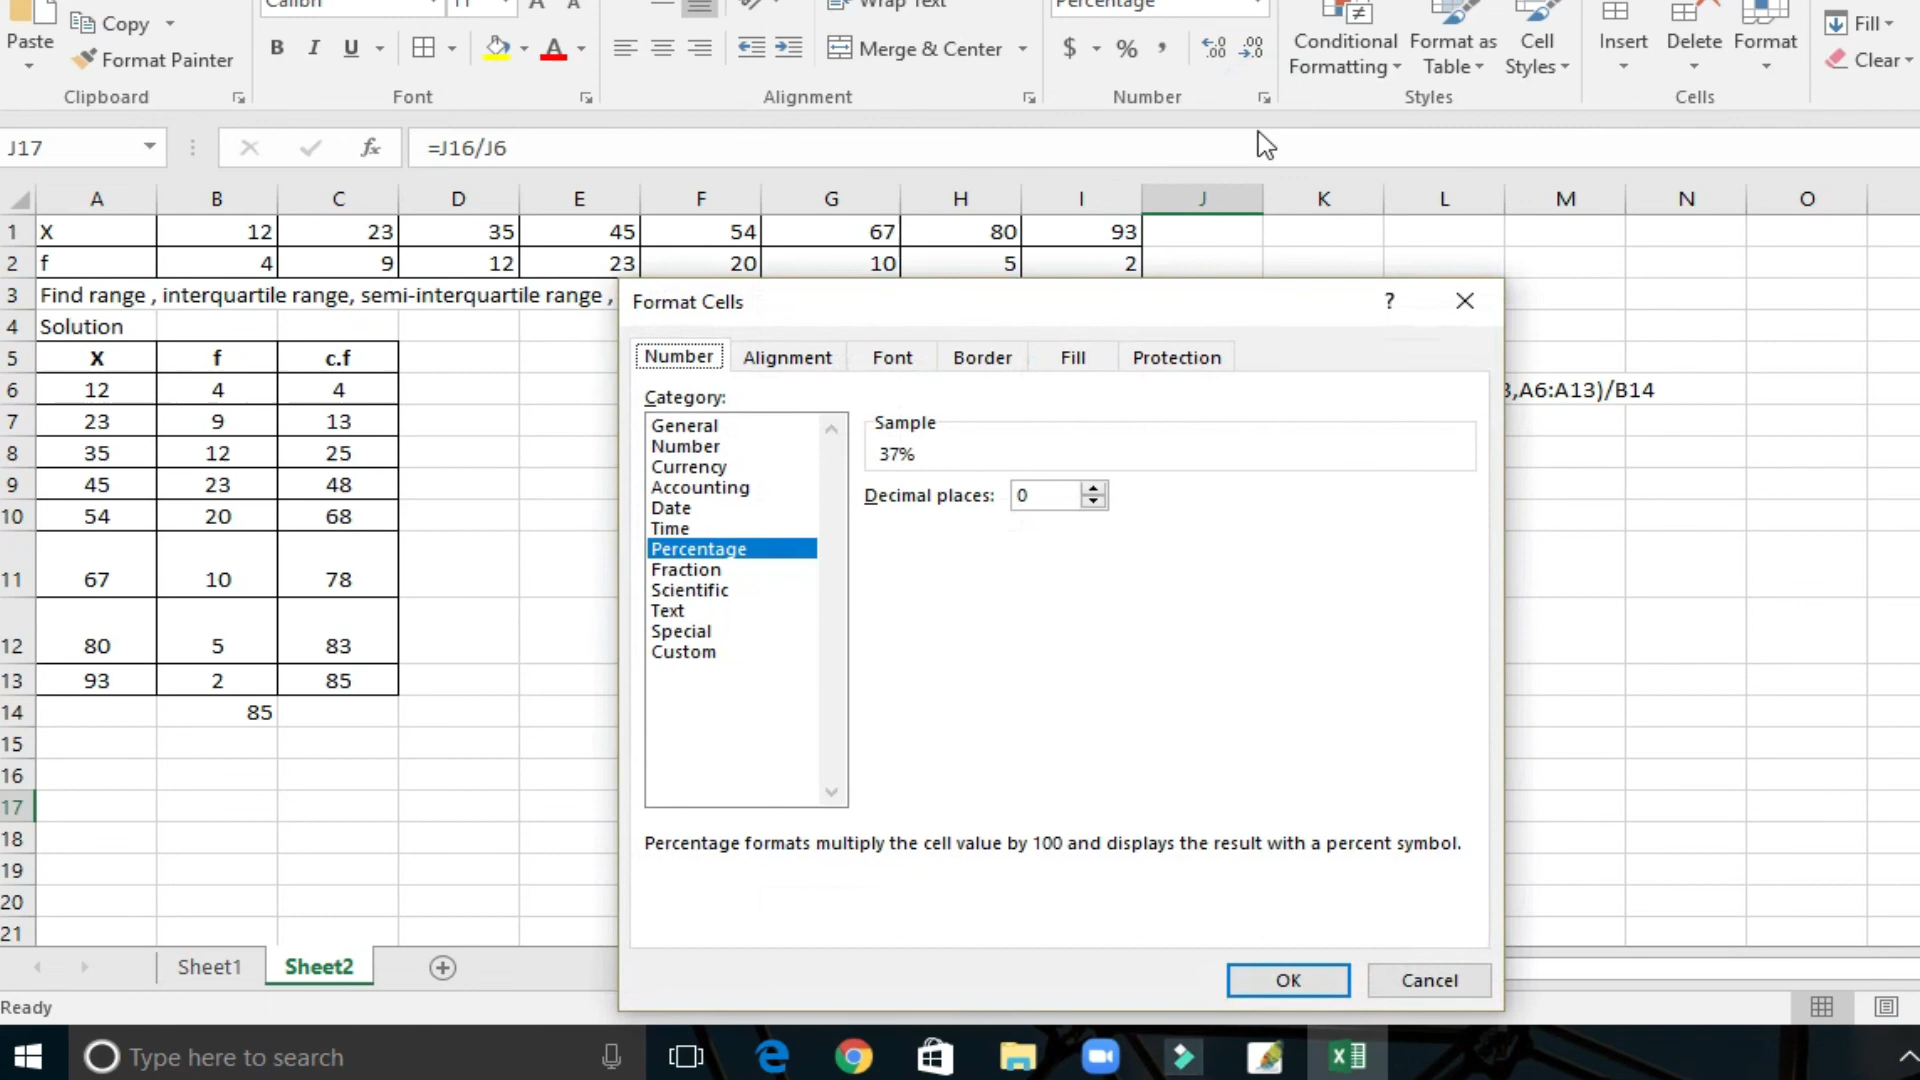 Calibri 11 A A Wrap Text Percentage
Paste Copy Format Painter
B I U A Merge & Center $ % , Conditional Formatting Format as Table Cell Styles Insert Delete Format Fill Clear
Clipboard Font Alignment Number Styles Cells
J17 fx =J16/J6
A B C D E F G H I J K L M N O
1 X 12 23 35 45 54 67 80 93
2 f 4 9 12 23 20 10 5 2
3 Find range , interquartile range, semi-interquartile range ,
4 Solution
5 X f c.f
6 12 4 4 ,A6:A13)/B14
7 23 9 13
8 35 12 25
9 45 23 48
10 54 20 68
11 67 10 78
12 80 5 83
13 93 2 85
14 85
15
16
17
18
19
20
21
Format Cells ?
Number Alignment Font Border Fill Protection
Category:
General
Number
Currency
Accounting
Date
Time
Percentage
Fraction
Scientific
Text
Special
Custom
Sample
37%
Decimal places: 0
Percentage formats multiply the cell value by 100 and displays the result with a percent symbol.
OK Cancel
Sheet1 Sheet2
Ready
Type here to search